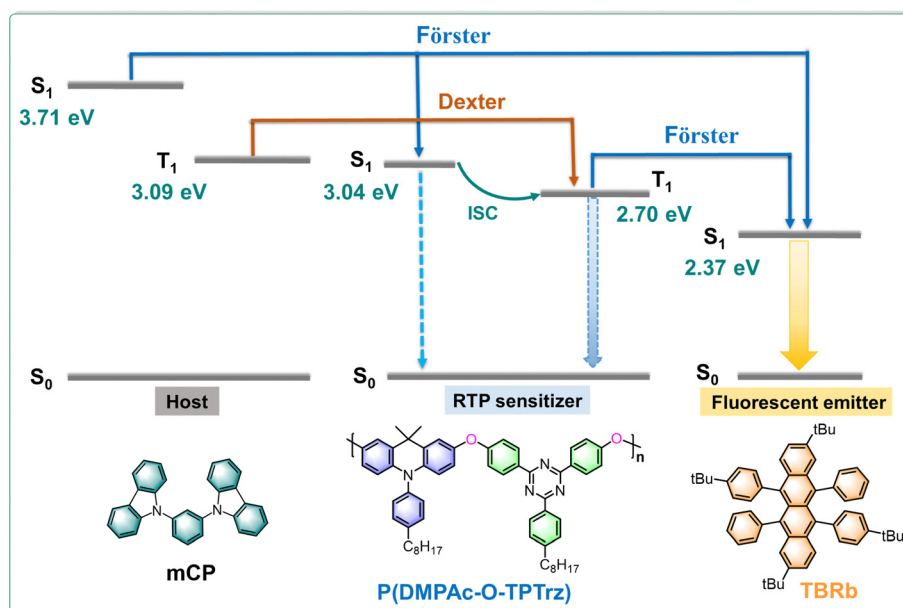 Förster
S1
3.71 eV
Dexter
T1
3.09 eV
S1
3.04 eV
ISC
Förster
T1
2.70 eV
S1
2.37 eV
S0
Host
S0
RTP sensitizer
S0
Fluorescent emitter
N
N
mCP
N
O
N
N
N
O
n
C8H17
C8H17
P(DMPAc-O-TPTrz)
tBu
tBu
tBu
tBu
TBRb